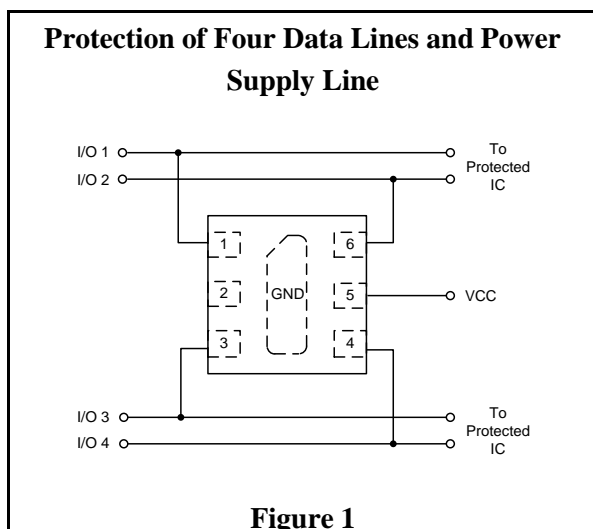 Protection of Four Data Lines and Power
Supply Line
I/O 1
I/O 2
To
Protected
IC
1
6
2
GND
5
VCC
3
4
I/O 3
I/O 4
To
Protected
IC
Figure 1